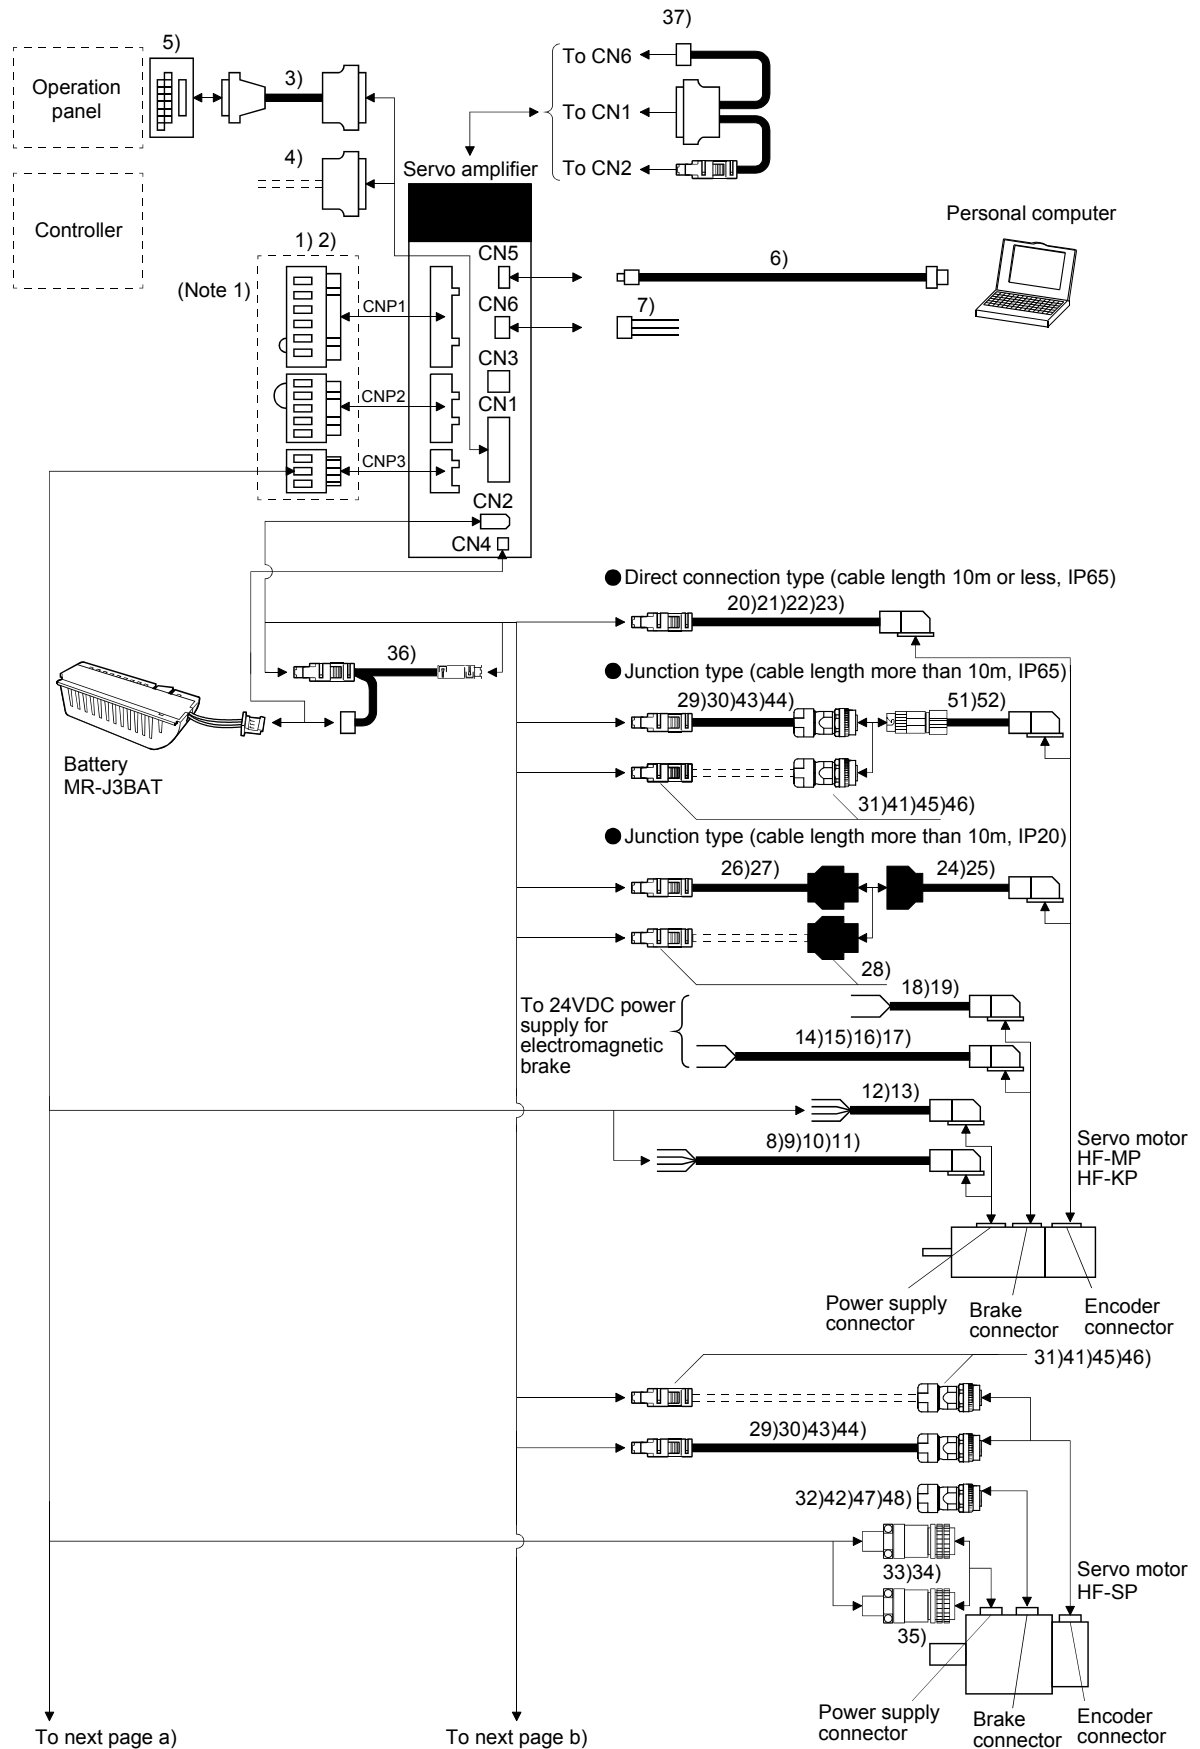 37)
5)
To CN6
Operation
panel
3)
To CN1
4)
To CN2
Servo amplifier
Controller
Personal computer
1) 2)
CN5
6)
(Note 1)
CNP1
CN6
7)
CN3
CNP2
CN1
CNP3
CN2
CN4
●Direct connection type (cable length 10m or less, IP65)
20)21)22)23)
36)
●Junction type (cable length more than 10m, IP65)
29)30)43)44)
51)52)
Battery
MR-J3BAT
31)41)45)46)
●Junction type (cable length more than 10m, IP20)
26)27)
24)25)
28)
To 24VDC power
supply for
electromagnetic
brake
18)19)
14)15)16)17)
12)13)
8)9)10)11)
Servo motor
HF-MP
HF-KP
Power supply
connector
Brake
connector
Encoder
connector
31)41)45)46)
29)30)43)44)
32)42)47)48)
33)34)
Servo motor
HF-SP
35)
Power supply
connector
Brake
connector
Encoder
connector
To next page a)
To next page b)